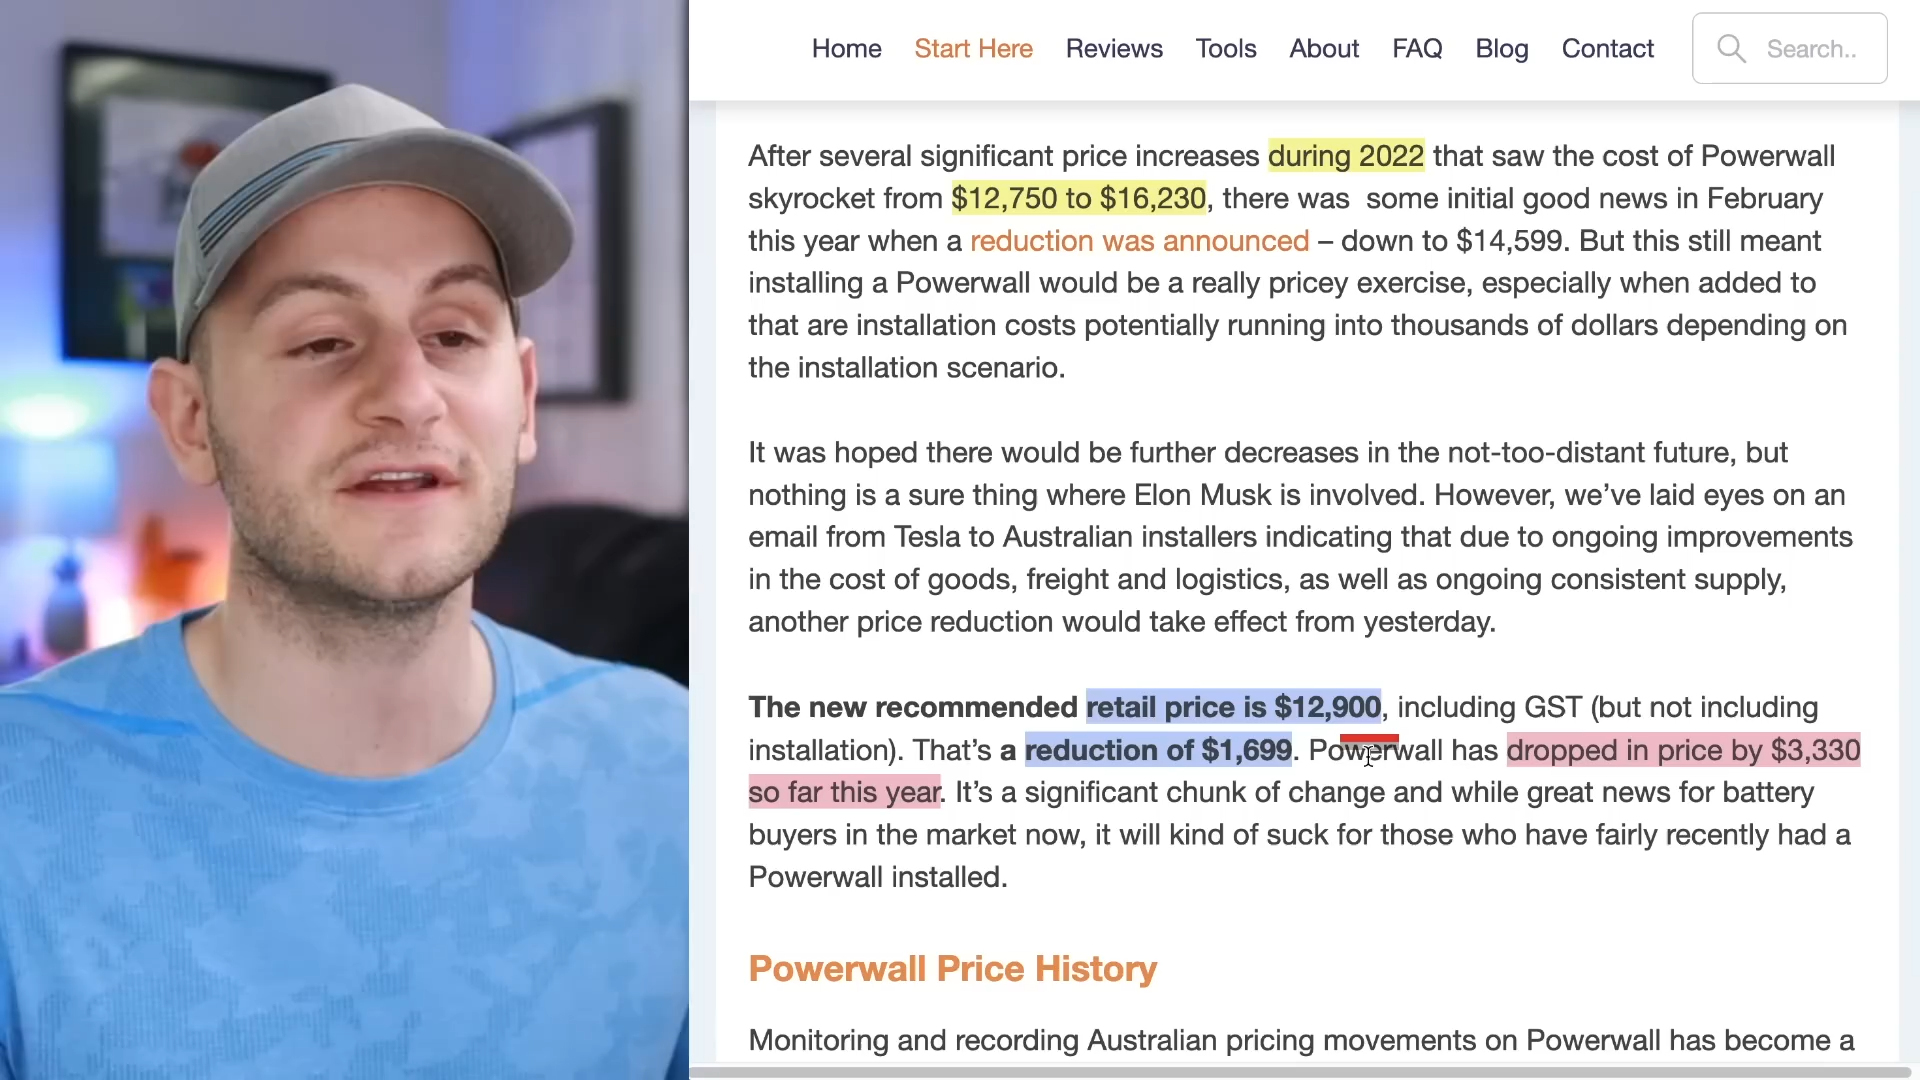 Home Start Here Reviews Tools About FAQ Blog Contact Search..
After several significant price increases during 2022 that saw the cost of Powerwall
skyrocket from $12,750 to $16,230, there was some initial good news in February
this year when a reduction was announced – down to $14,599. But this still meant
installing a Powerwall would be a really pricey exercise, especially when added to
that are installation costs potentially running into thousands of dollars depending on
the installation scenario.
It was hoped there would be further decreases in the not-too-distant future, but
nothing is a sure thing where Elon Musk is involved. However, we’ve laid eyes on an
email from Tesla to Australian installers indicating that due to ongoing improvements
in the cost of goods, freight and logistics, as well as ongoing consistent supply,
another price reduction would take effect from yesterday.
The new recommended retail price is $12,900, including GST (but not including
installation). That’s a reduction of $1,699. Powerwall has dropped in price by $3,330
so far this year. It’s a significant chunk of change and while great news for battery
buyers in the market now, it will kind of suck for those who have fairly recently had a
Powerwall installed.
Powerwall Price History
Monitoring and recording Australian pricing movements on Powerwall has become a